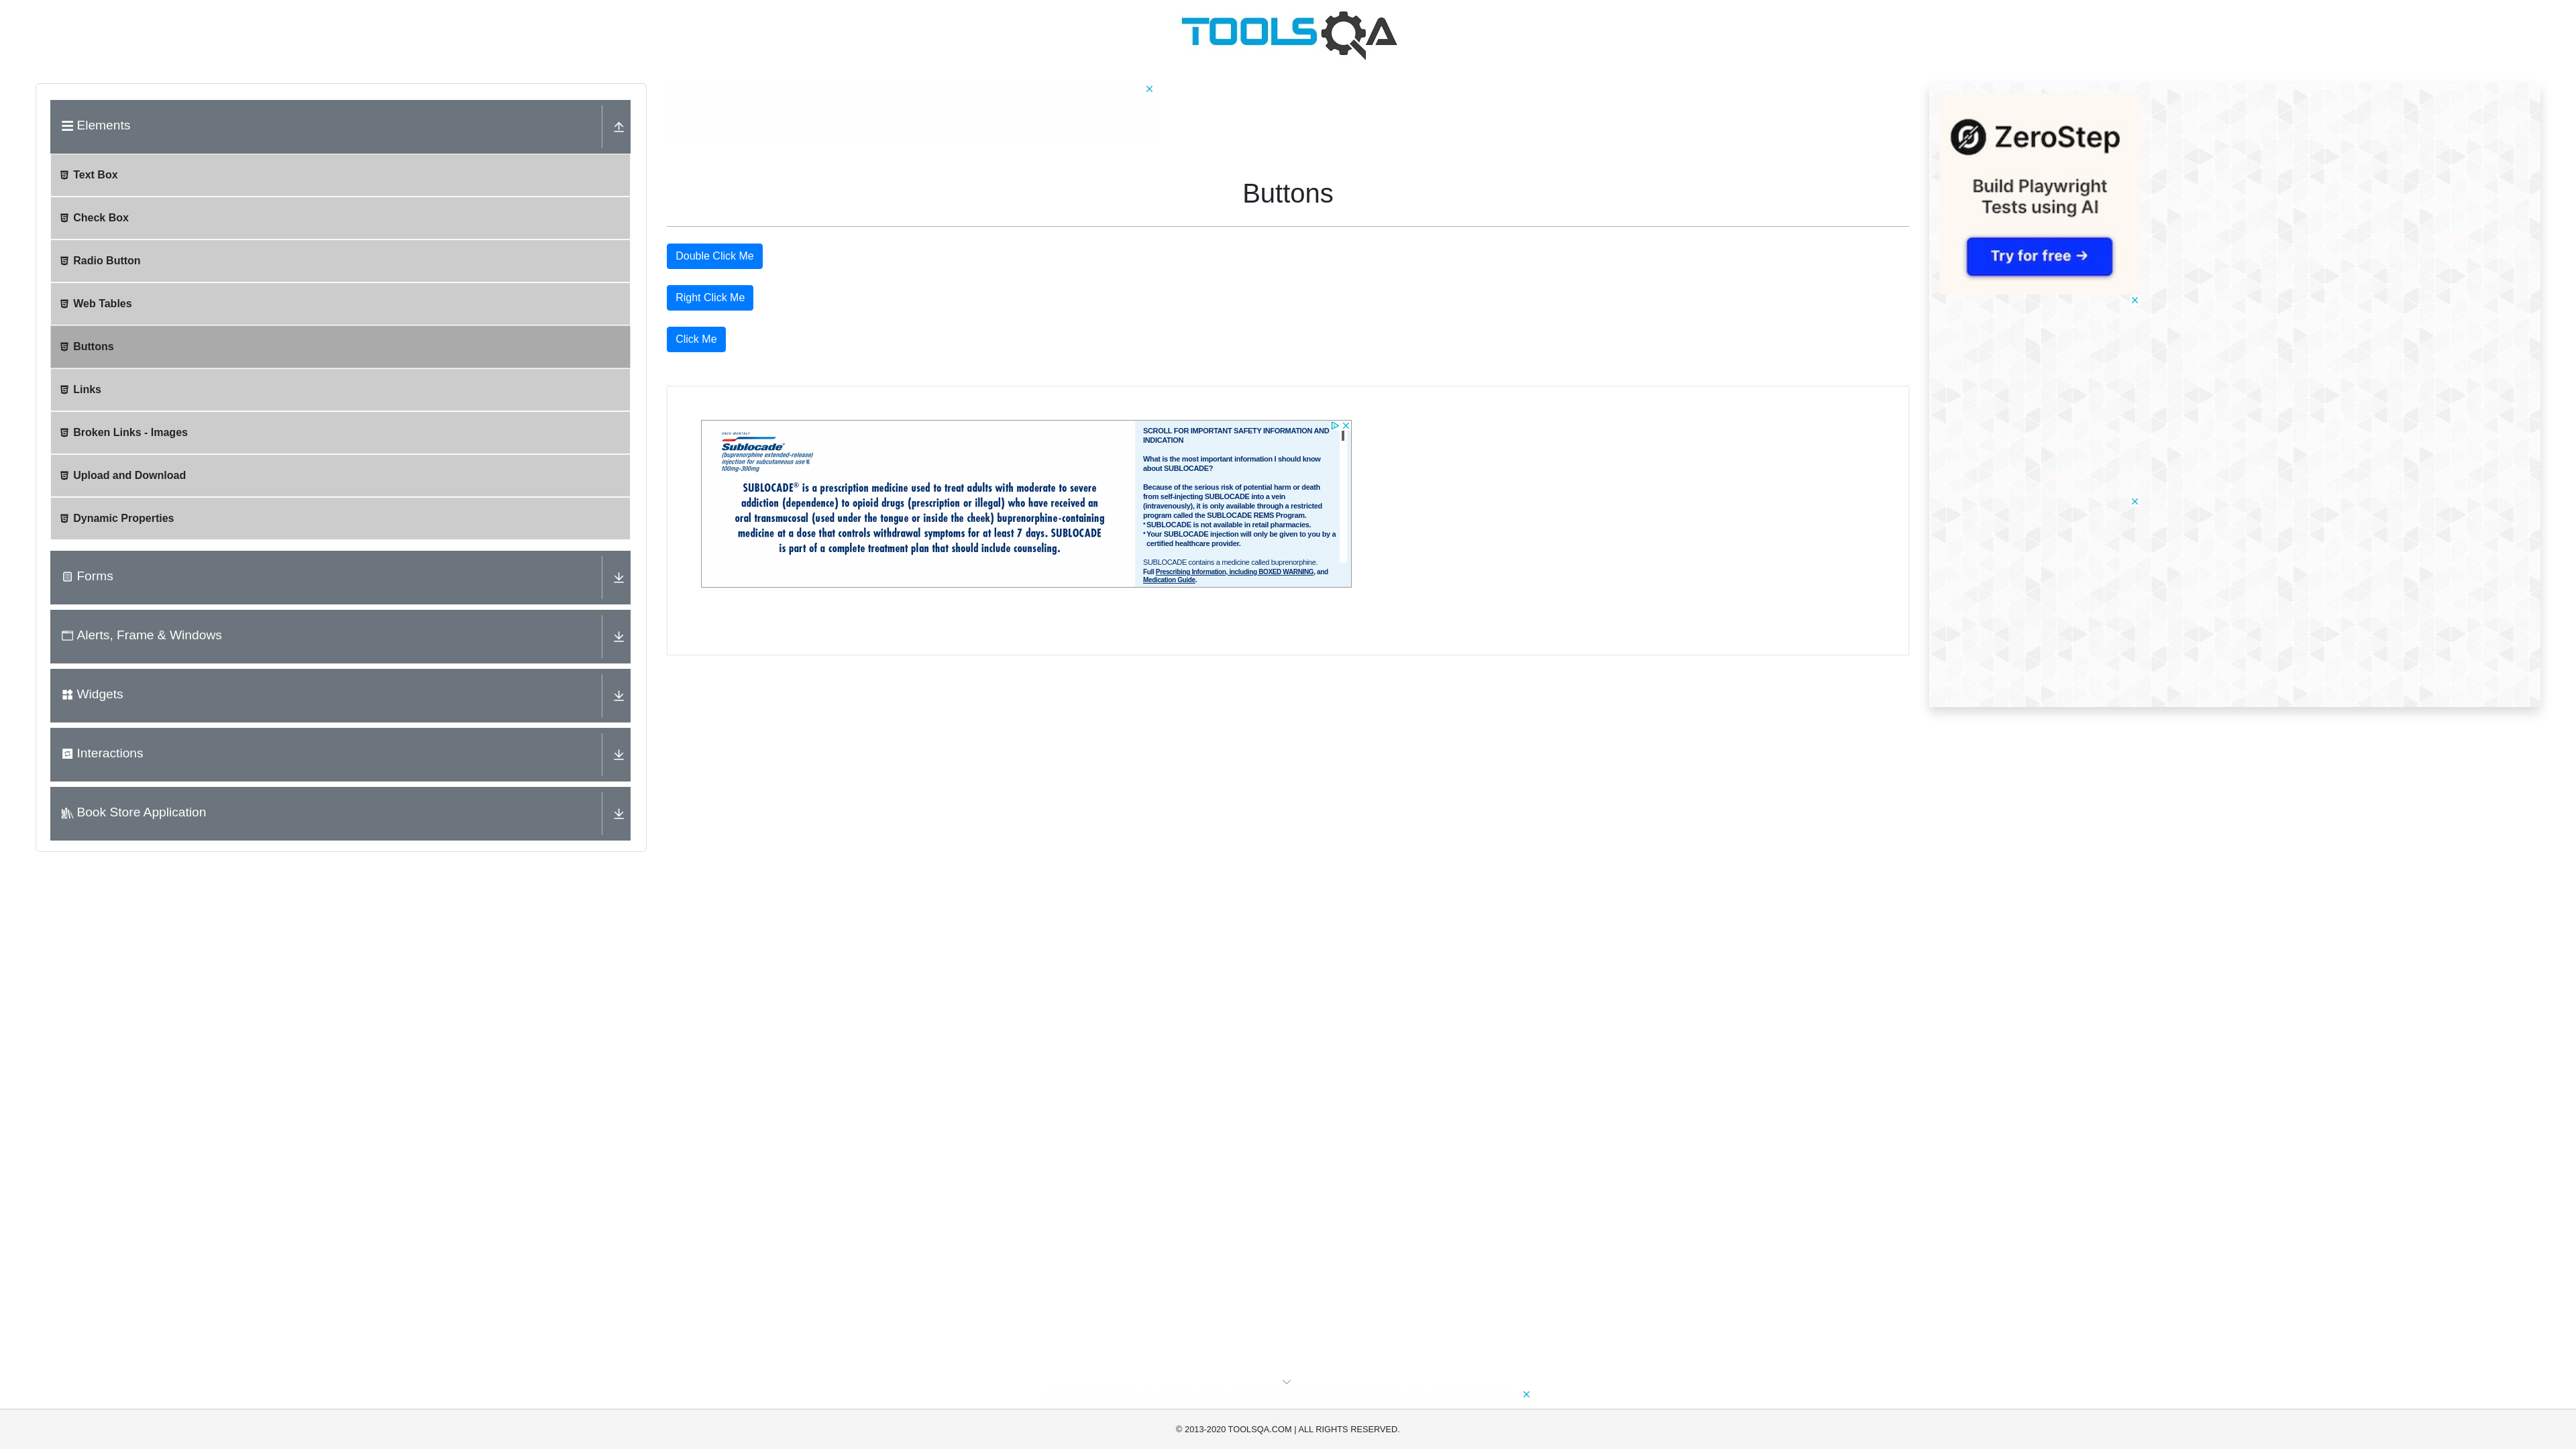 TOOLSQA
Elements
Text Box
Check Box
Radio Button
Web Tables
Buttons
Links
Broken Links - Images
Upload and Download
Dynamic Properties
Forms
Alerts, Frame & Windows
Widgets
Interactions
Book Store Application
Buttons
Double Click Me
Right Click Me
Click Me
ONCE-MONTHLY
Sublocade®
(buprenorphine extended-release)
injection for subcutaneous use ℞
100mg·300mg
SUBLOCADE® is a prescription medicine used to treat adults with moderate to severe
addiction (dependence) to opioid drugs (prescription or illegal) who have received an
oral transmucosal (used under the tongue or inside the cheek) buprenorphine-containing
medicine at a dose that controls withdrawal symptoms for at least 7 days. SUBLOCADE
is part of a complete treatment plan that should include counseling.
SCROLL FOR IMPORTANT SAFETY INFORMATION AND
INDICATION
What is the most important information I should know
about SUBLOCADE?
Because of the serious risk of potential harm or death
from self-injecting SUBLOCADE into a vein
(intravenously), it is only available through a restricted
program called the SUBLOCADE REMS Program.
* SUBLOCADE is not available in retail pharmacies.
* Your SUBLOCADE injection will only be given to you by a
certified healthcare provider.
SUBLOCADE contains a medicine called buprenorphine.
Full Prescribing Information, including BOXED WARNING, and
Medication Guide.
ZeroStep
Build Playwright
Tests using AI
Try for free →
© 2013-2020 TOOLSQA.COM | ALL RIGHTS RESERVED.